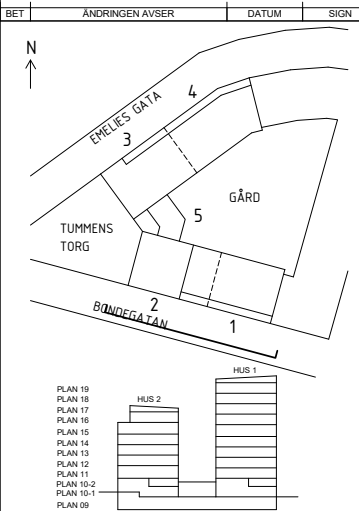 BET ÄNDRINGEN AVSER DATUM SIGN
N
EMELIES GATA
4
3
GÅRD
5
TUMMENS
TORG
2
BONDEGATAN
1
HUS 1
PLAN 19
PLAN 18
HUS 2
PLAN 17
PLAN 16
PLAN 15
PLAN 14
PLAN 13
PLAN 12
PLAN 11
PLAN 10-2
PLAN 10-1
PLAN 09